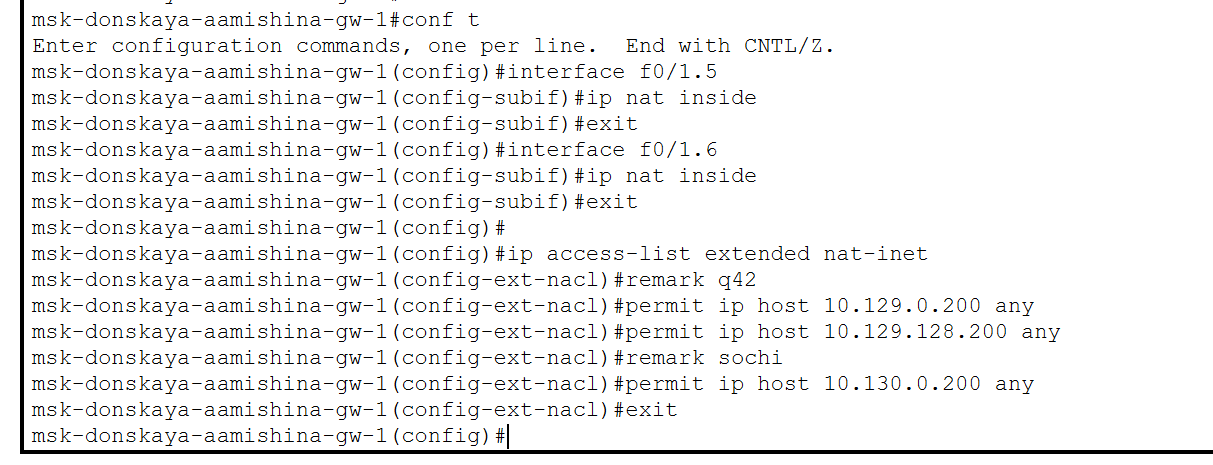 msk-donskaya-aamishina-gw-1#conf t
Enter configuration commands, one per line.  End with CNTL/Z.
msk-donskaya-aamishina-gw-1(config)#interface f0/1.5
msk-donskaya-aamishina-gw-1(config-subif)#ip nat inside
msk-donskaya-aamishina-gw-1(config-subif)#exit
msk-donskaya-aamishina-gw-1(config)#interface f0/1.6
msk-donskaya-aamishina-gw-1(config-subif)#ip nat inside
msk-donskaya-aamishina-gw-1(config-subif)#exit
msk-donskaya-aamishina-gw-1(config)#
msk-donskaya-aamishina-gw-1(config)#ip access-list extended nat-inet
msk-donskaya-aamishina-gw-1(config-ext-nacl)#remark q42
msk-donskaya-aamishina-gw-1(config-ext-nacl)#permit ip host 10.129.0.200 any
msk-donskaya-aamishina-gw-1(config-ext-nacl)#permit ip host 10.129.128.200 any
msk-donskaya-aamishina-gw-1(config-ext-nacl)#remark sochi
msk-donskaya-aamishina-gw-1(config-ext-nacl)#permit ip host 10.130.0.200 any
msk-donskaya-aamishina-gw-1(config-ext-nacl)#exit
msk-donskaya-aamishina-gw-1(config)#